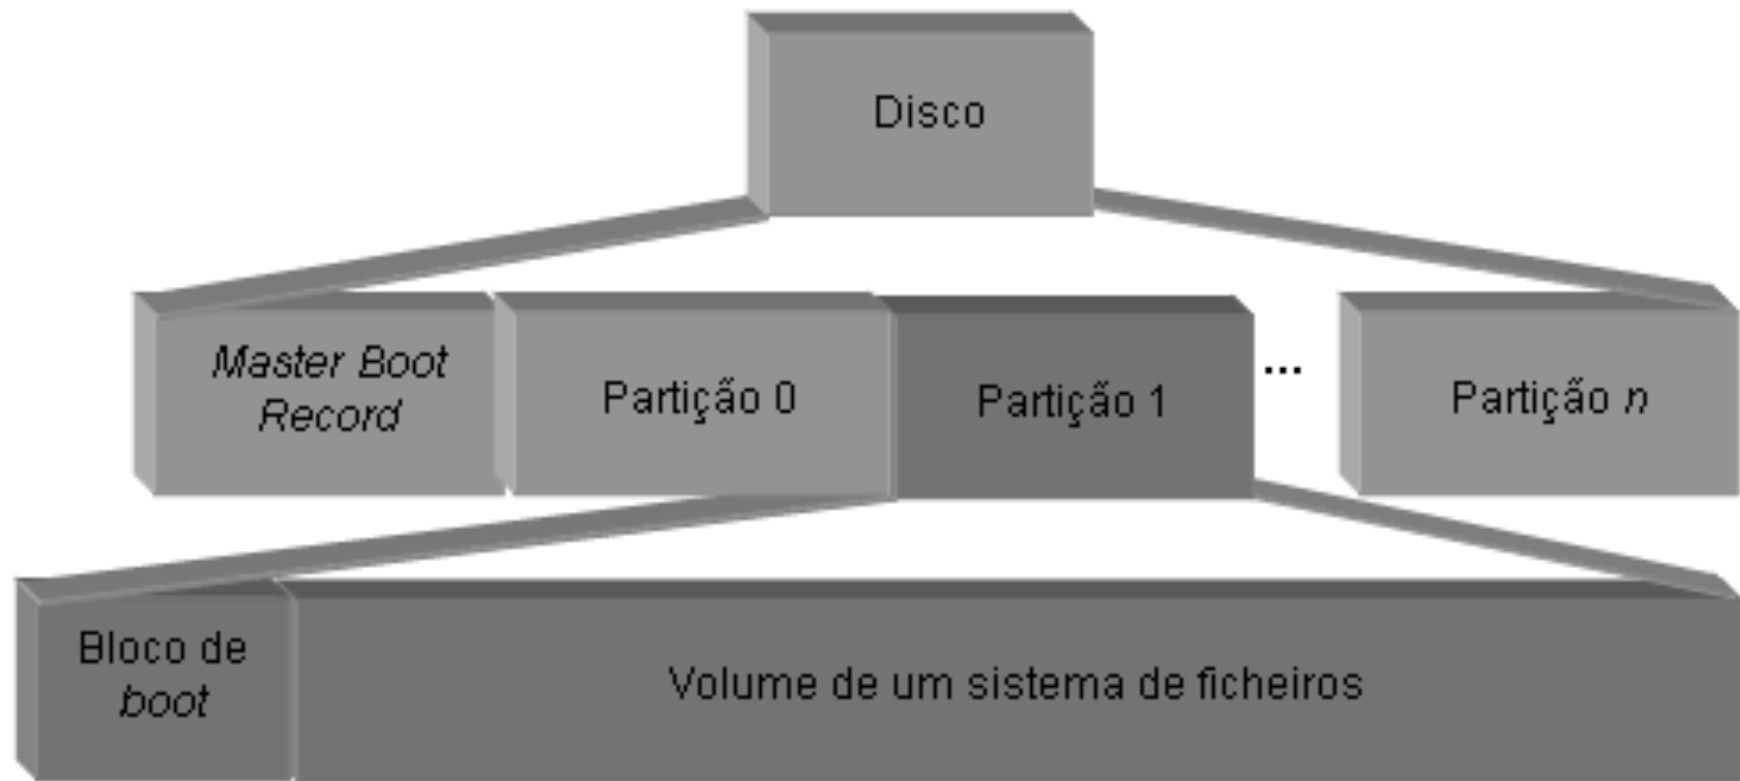 Disco
Master Boot
Record
Partição 0
Partição 1
...
Partição n
Bloco de
boot
Volume de um sistema de ficheiros